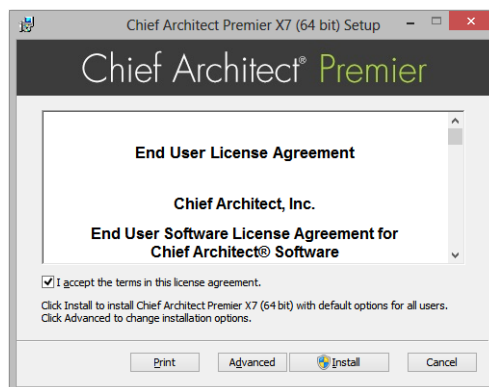 Chief Architect Premier X7 (64 bit) Setup
Chief Architect® Premier
End User License Agreement
Chief Architect, Inc.
End User Software License Agreement for
Chief Architect® Software
I accept the terms in this license agreement.
Click Install to install Chief Architect Premier X7 (64 bit) with default options for all users.
Click Advanced to change installation options.
Print Advanced Install Cancel